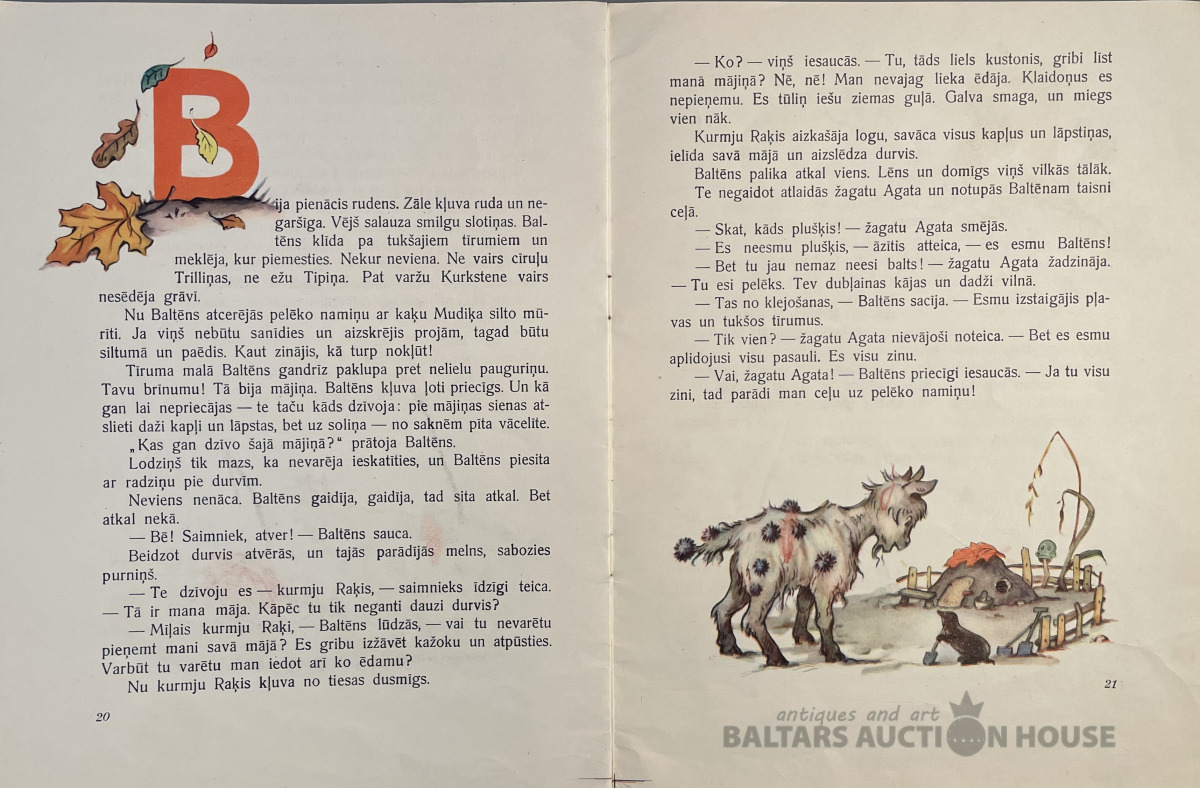 B
ija pienācis rudens. Zāle kļuva ruda un ne-
garšīga. Vējš salauza smilgu slotiņas. Bal-
tēns klīda pa tukšajiem tīrumiem un
meklēja, kur piemesties. Nekur neviena. Ne vairs cīruļu
Trilliņas, ne ežu Tipiņa. Pat varžu Kurkstene vairs
nesēdēja grāvī.
Nu Baltēns atcerējās pelēko namiņu ar kaķu Mudiķa silto mū-
rīti. Ja viņš nebūtu sanīdies un aizskrējis projām, tagad būtu
siltumā un paēdis. Kaut zinājis, kā turp nokļūt!
Tīruma malā Baltēns gandrīz paklupa pret nelielu pauguriņu.
Tavu brīnumu! Tā bija mājiņa. Baltēns kļuva ļoti priecīgs. Un kā
gan lai nepriecājas — te taču kāds dzīvoja: pie mājiņas sienas at-
slieti daži kapļi un lāpstas, bet uz soliņa — no saknēm pīta vācelīte.
„Kas gan dzīvo šajā mājiņā?“ prātoja Baltēns.
Lodziņš tik mazs, ka nevarēja ieskatīties, un Baltēns piesita
ar radziņu pie durvīm.
Neviens nenāca. Baltēns gaidīja, gaidīja, tad sita atkal. Bet
atkal nekā.
— Bē! Saimniek, atver! — Baltēns sauca.
Beidzot durvis atvērās, un tajās parādījās melns, sabozies
purniņš.
— Te dzīvoju es — kurmju Raķis, — saimnieks īdzīgi teica.
— Tā ir mana māja. Kāpēc tu tik neganti dauzi durvis?
— Mīļais kurmju Raķi, — Baltēns lūdzās, — vai tu nevarētu
pieņemt mani savā mājā? Es gribu izžāvēt kažoku un atpūsties.
Varbūt tu varētu man iedot arī ko ēdamu?
Nu kurmju Raķis kļuva no tiesas dusmīgs.
20
— Ko? — viņš iesaucās. — Tu, tāds liels kustonis, gribi līst
manā mājiņā? Nē, nē! Man nevajag lieka ēdāja. Klaidoņus es
nepieņemu. Es tūliņ iešu ziemas guļā. Galva smaga, un miegs
vien nāk.
Kurmju Raķis aizkašāja logu, savāca visus kapļus un lāpstiņas,
ielīda savā mājā un aizslēdza durvis.
Baltēns palika atkal viens. Lēns un domīgs viņš vilkās tālāk.
Te negaidot atlaidās žagatu Agata un notupās Baltēnam taisni
ceļā.
— Skat, kāds plušķis! — žagatu Agata smējās.
— Es neesmu plušķis, — āzītis atteica, — es esmu Baltēns!
— Bet tu jau nemaz neesi balts! — žagatu Agata žadzināja.
— Tu esi pelēks. Tev dubļainas kājas un dadži vilnā.
— Tas no klejošanas, — Baltēns sacīja. — Esmu izstaigājis pļa-
vas un tukšos tīrumus.
— Tik vien? — žagatu Agata nievājoši noteica. — Bet es esmu
aplidojusi visu pasauli. Es visu zinu.
— Vai, žagatu Agata! — Baltēns priecīgi iesaucās. — Ja tu visu
zini, tad parādi man ceļu uz pelēko namiņu!
21
antiques and art
BALTARS AUCTION HOUSE